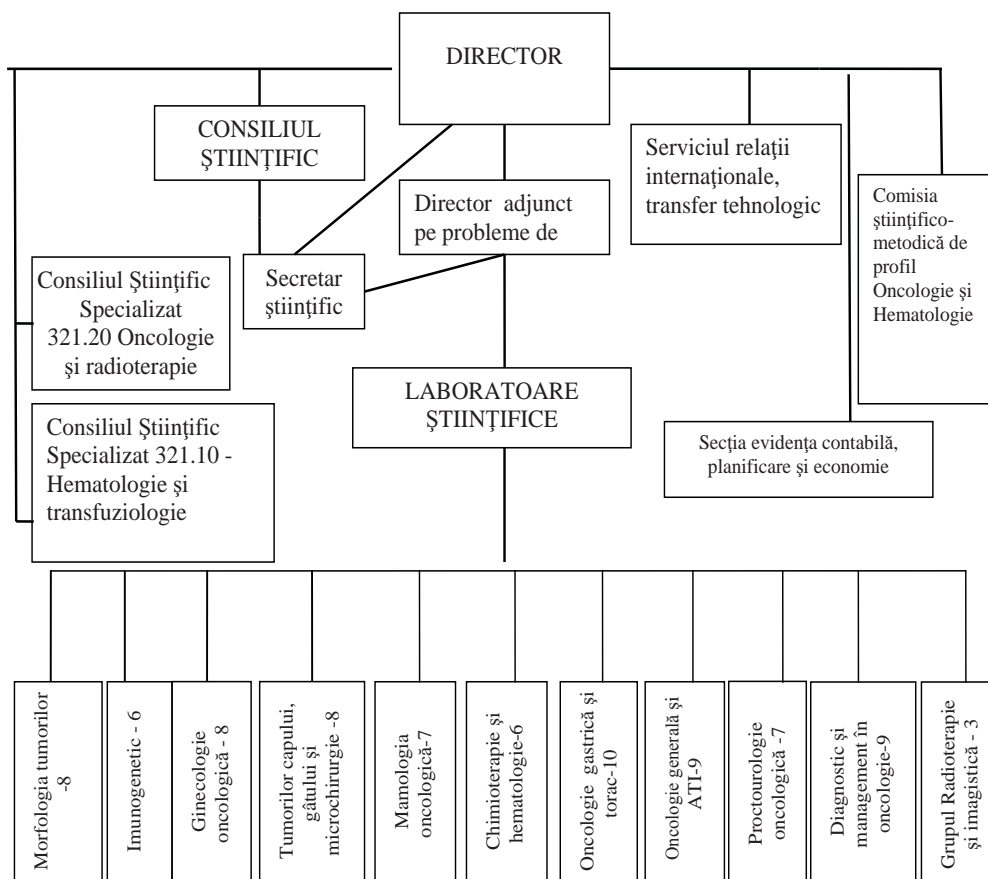 DIRECTOR
CONSILIUL
ŞTIINŢIFIC
Serviciul relaţii
internaţionale,
transfer tehnologic
Comisia
ştiinţifico-
metodică de
profil
Oncologie şi
Hematologie
Director adjunct
pe probleme de
Secretar
ştiinţific
Consiliul Ştiinţific
Specializat
321.20 Oncologie
şi radioterapie
LABORATOARE
ŞTIINŢIFICE
Consiliul Ştiinţific
Specializat 321.10 -
Hematologie şi
transfuziologie
Secţia evidenţa contabilă,
planificare şi economie
Morfologia tumorilor
-8
Imunogenetic - 6
Ginecologie
oncologică - 8
Tumorilor capului,
gâtului şi
microchirurgie -8
Mamologia
oncologică-7
Chimioterapie şi
hematologie-6
Oncologie gastrică şi
torac-10
Oncologie generală şi
ATI-9
Proctourologie
oncologică -7
Diagnostic şi
management în
oncologie-9
Grupul Radioterapie
şi imagistică - 3